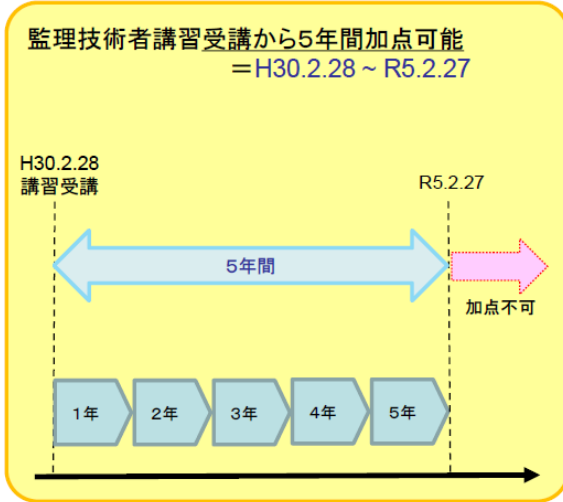 監理技術者講習受講から5年間加点可能
＝H30.2.28 ~ R5.2.27
H30.2.28
講習受講
R5.2.27
5年間
加点不可
1年
2年
3年
4年
5年